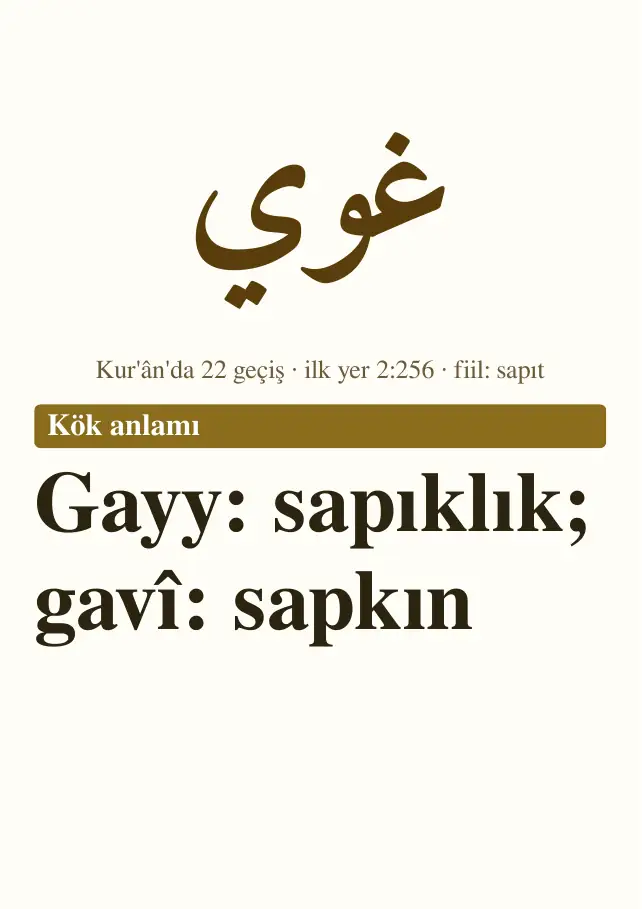 غوي
Kur'ân'da 22 geçiş · ilk yer 2:256 · fiil: sapıt
Kök anlamı
Gayy: sapıklık;
gavî: sapkın